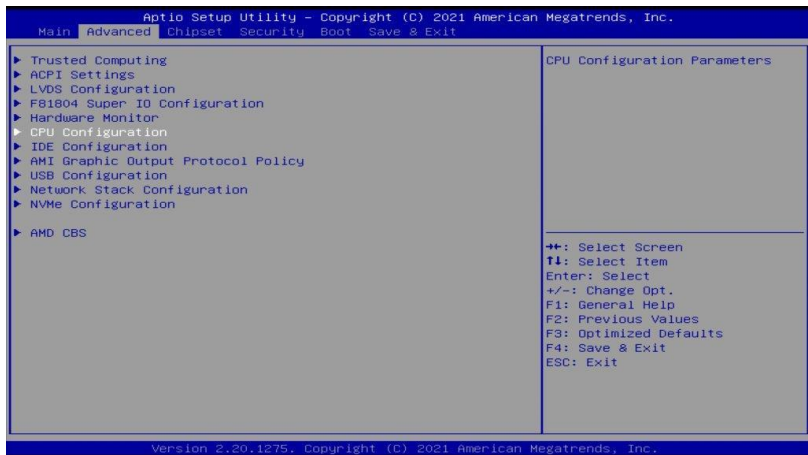 Aptio Setup Utility – Copyright (C) 2021 American Megatrends, Inc.
Main Advanced Chipset Security Boot Save & Exit
▶ Trusted Computing
▶ ACPI Settings
▶ LVDS Configuration
▶ F81804 Super IO Configuration
▶ Hardware Monitor
▶ CPU Configuration
▶ IDE Configuration
▶ AMI Graphic Output Protocol Policy
▶ USB Configuration
▶ Network Stack Configuration
▶ NVMe Configuration
▶ AMD CBS
CPU Configuration Parameters
→←: Select Screen
↑↓: Select Item
Enter: Select
+/-: Change Opt.
F1: General Help
F2: Previous Values
F3: Optimized Defaults
F4: Save & Exit
ESC: Exit
Version 2.20.1275. Copyright (C) 2021 American Megatrends, Inc.